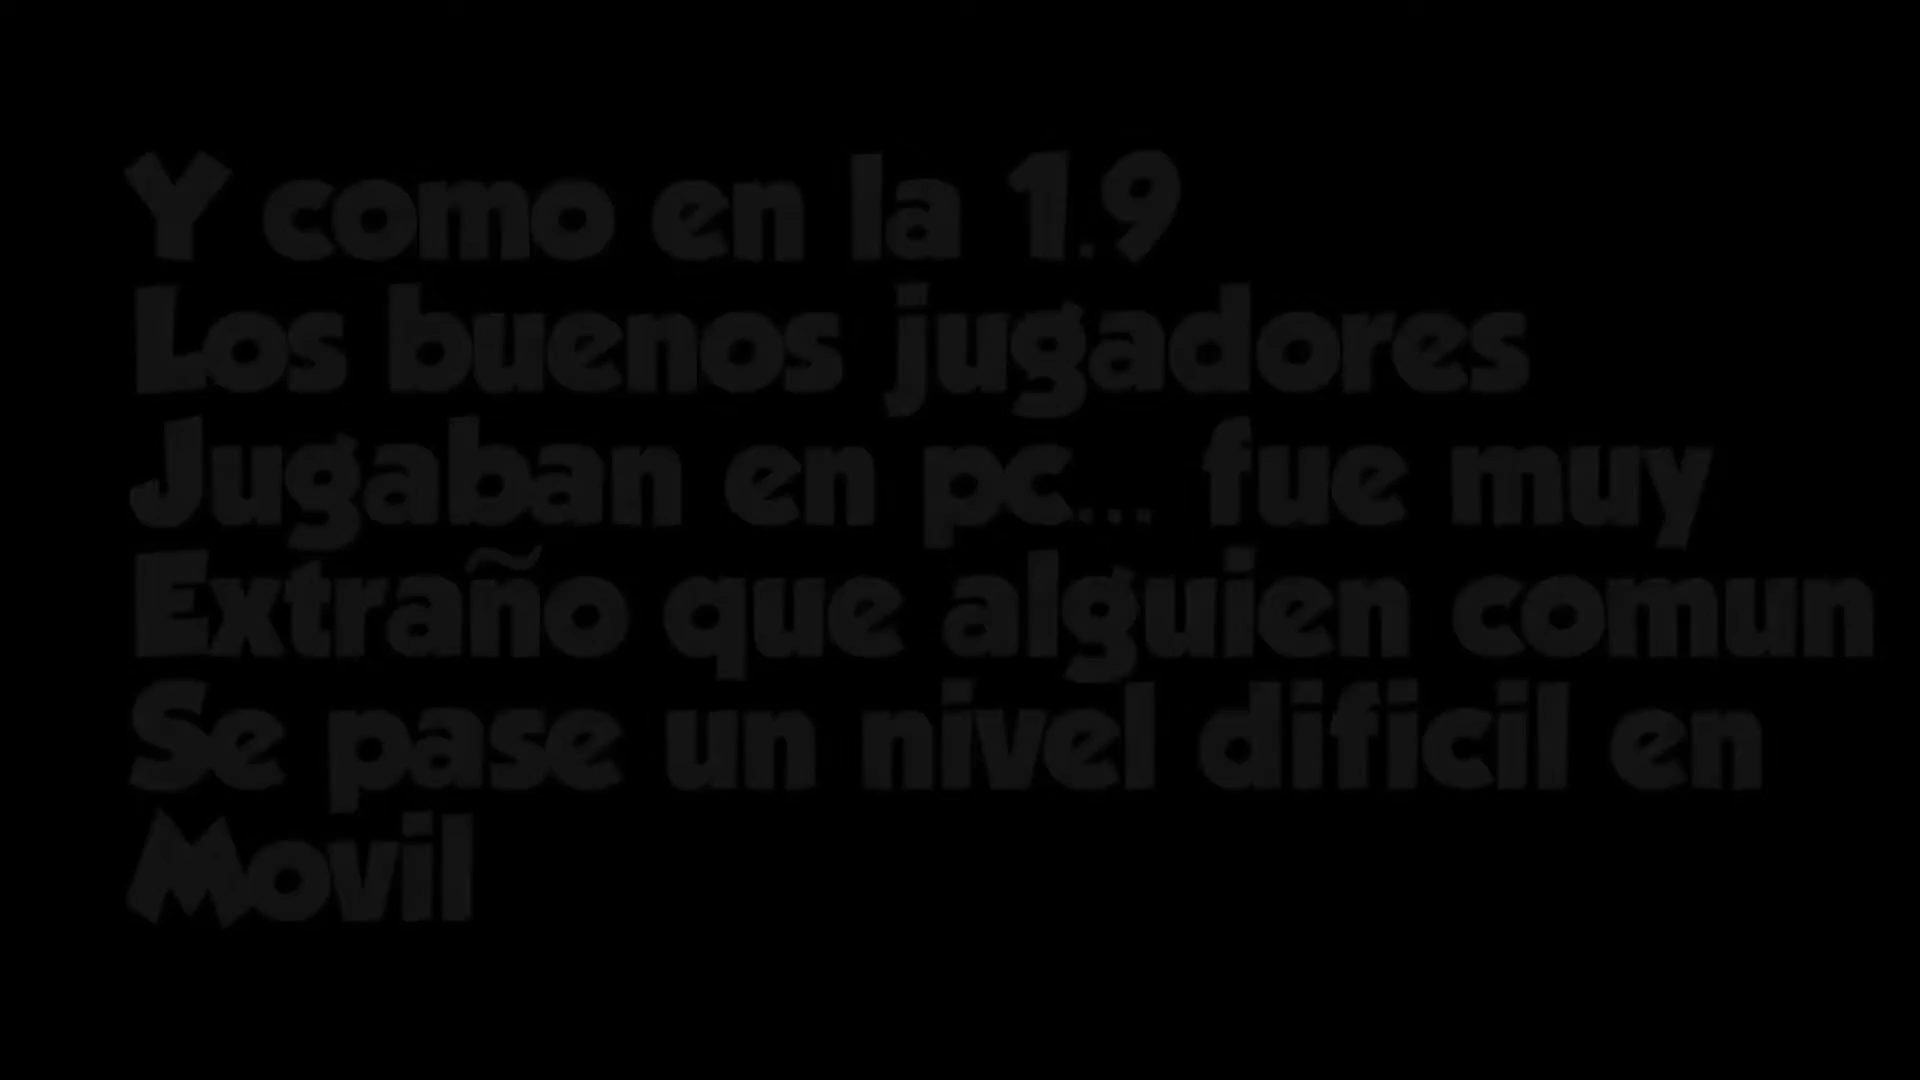 Y como en la 1.9
Los buenos jugadores
Jugaban en pc... fue muy
Extraño que alguien comun
Se pase un nivel dificil en
Movil